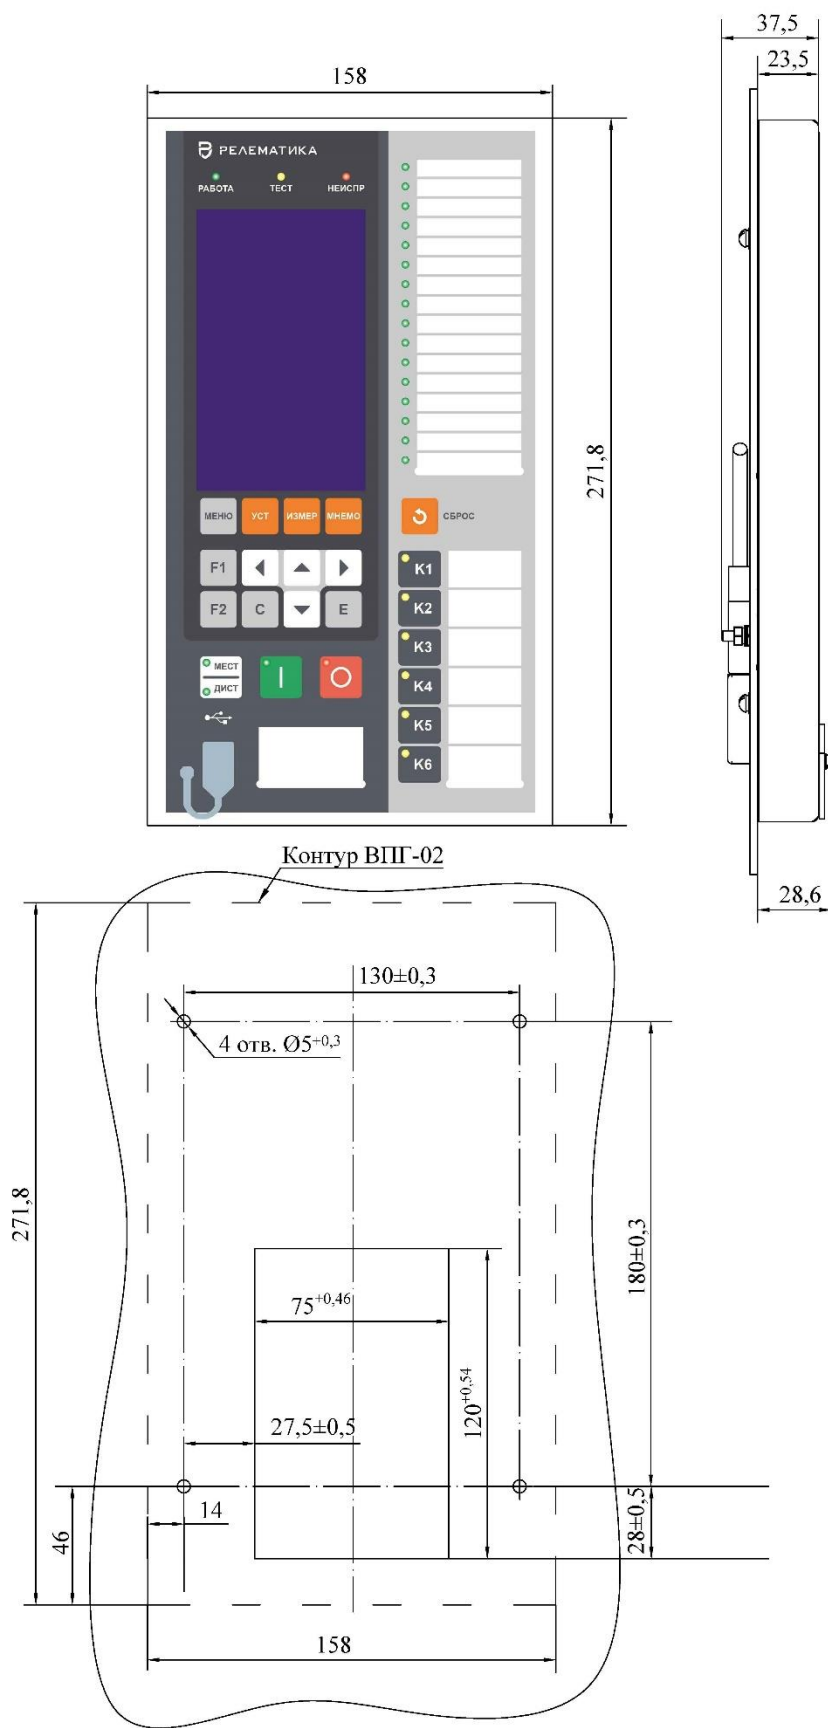 37,5
23,5
158
РЕЛЕМАТИКА
РАБОТА ТЕСТ НЕИСПР
271,8
МЕНЮ УСТ ИЗМЕР МНЕМО
СБРОС
F1
K1
F2 C E
K2
K3
МЕСТ
ДИСТ
K4
K5
K6
Контур ВПГ-02
28,6
130±0,3
4 отв. Ø5+0,3
271,8
180±0,3
75+0,46
120+0,54
27,5±0,5
14
46
28±0,5
158